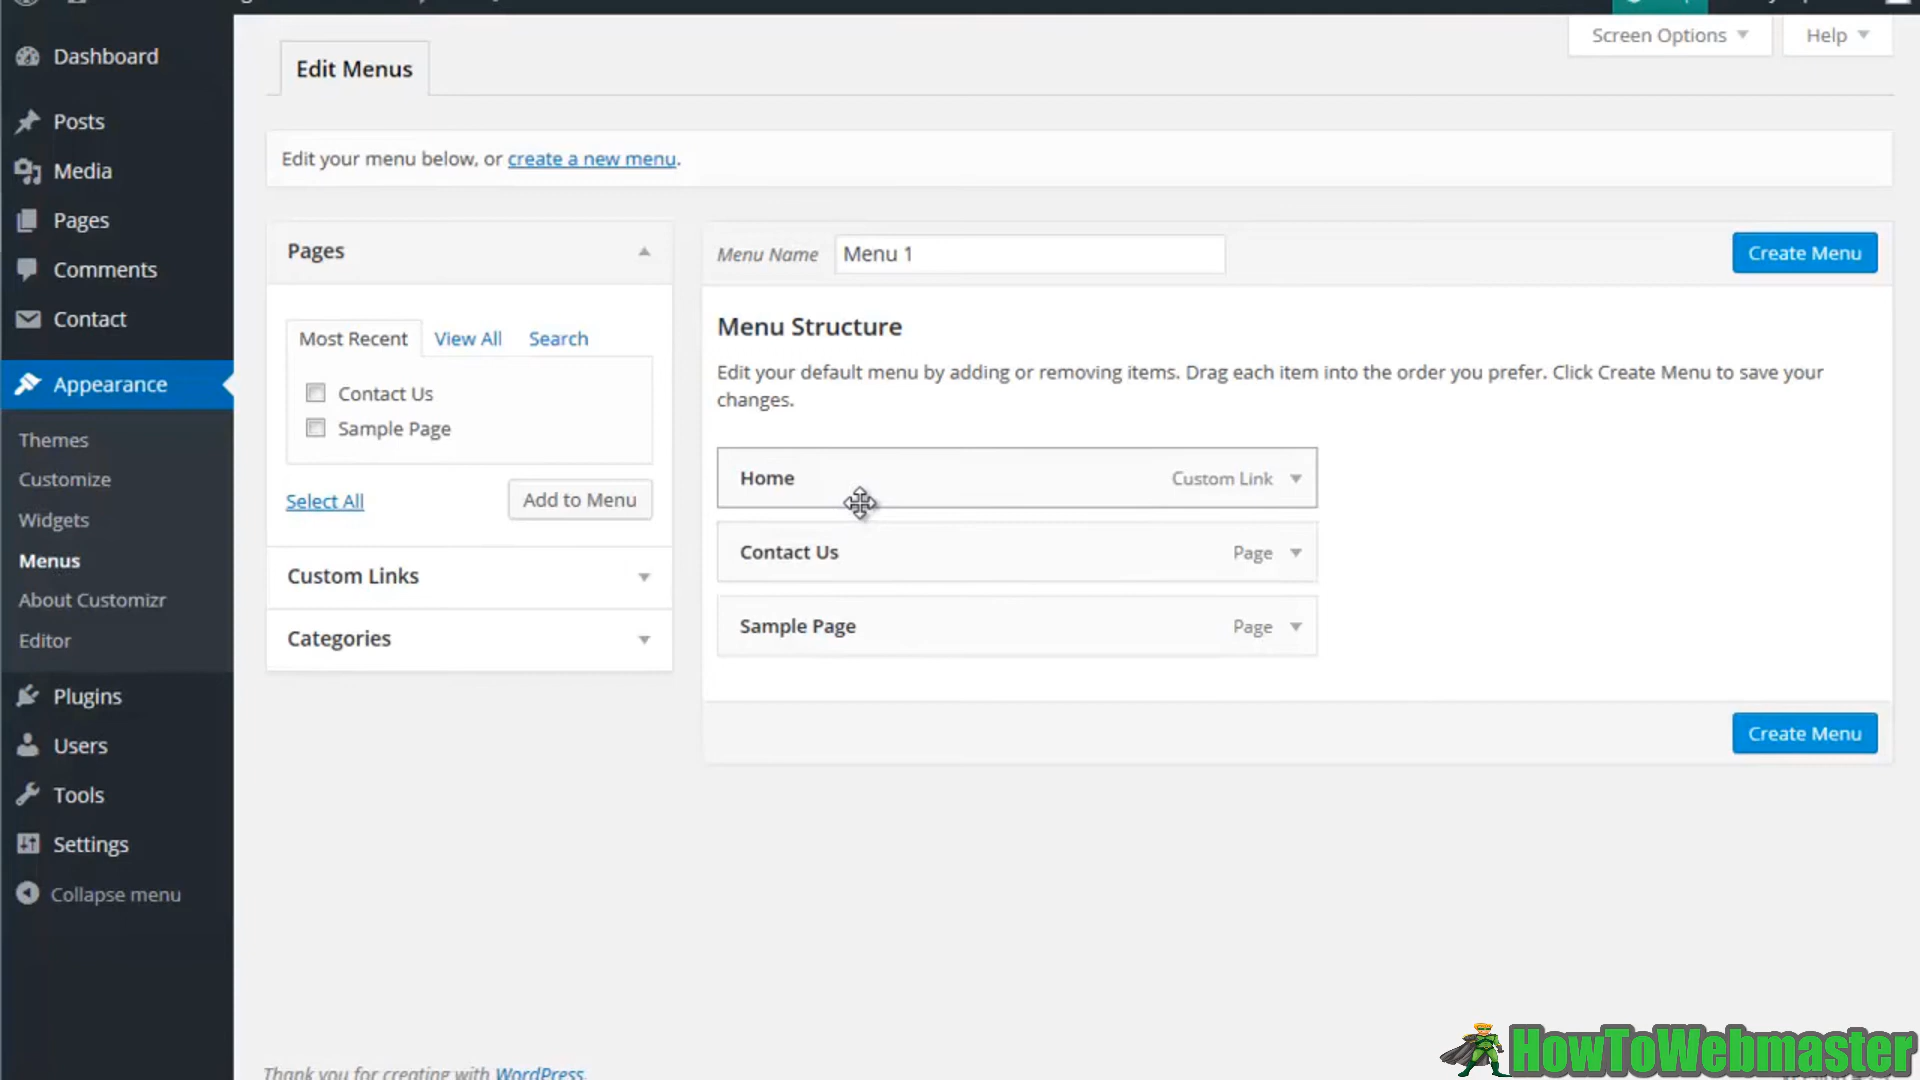 Dashboard
Posts
Media
Pages
Comments
Contact
Appearance
Themes
Customize
Widgets
Menus
About Customizr
Editor
Plugins
Users
Tools
Settings
Collapse menu
Screen Options
Help
Edit Menus
Edit your menu below, or create a new menu.
Pages
Most Recent
View All
Search
Contact Us
Sample Page
Select All
Add to Menu
Custom Links
Categories
Menu Name
Menu 1
Create Menu
Menu Structure
Edit your default menu by adding or removing items. Drag each item into the order you prefer. Click Create Menu to save your
changes.
Home
Custom Link
Contact Us
Page
Sample Page
Page
Create Menu
Thank you for creating with WordPress.
HowToWebmaster